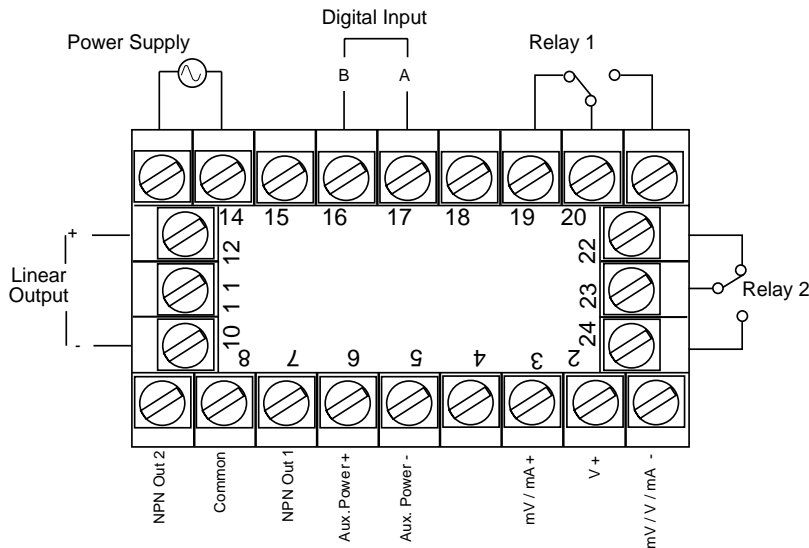 Digital Input
Power Supply
Relay 1
B A
14 15 16 17 18 19 20
+
12
22
Linear
Output
11
23
Relay 2
-
10
24
8 7 6 5 4 3 2
NPN Out 2
Common
NPN Out 1
Aux. Power +
Aux. Power -
mV / mA +
V +
mV / V / mA -